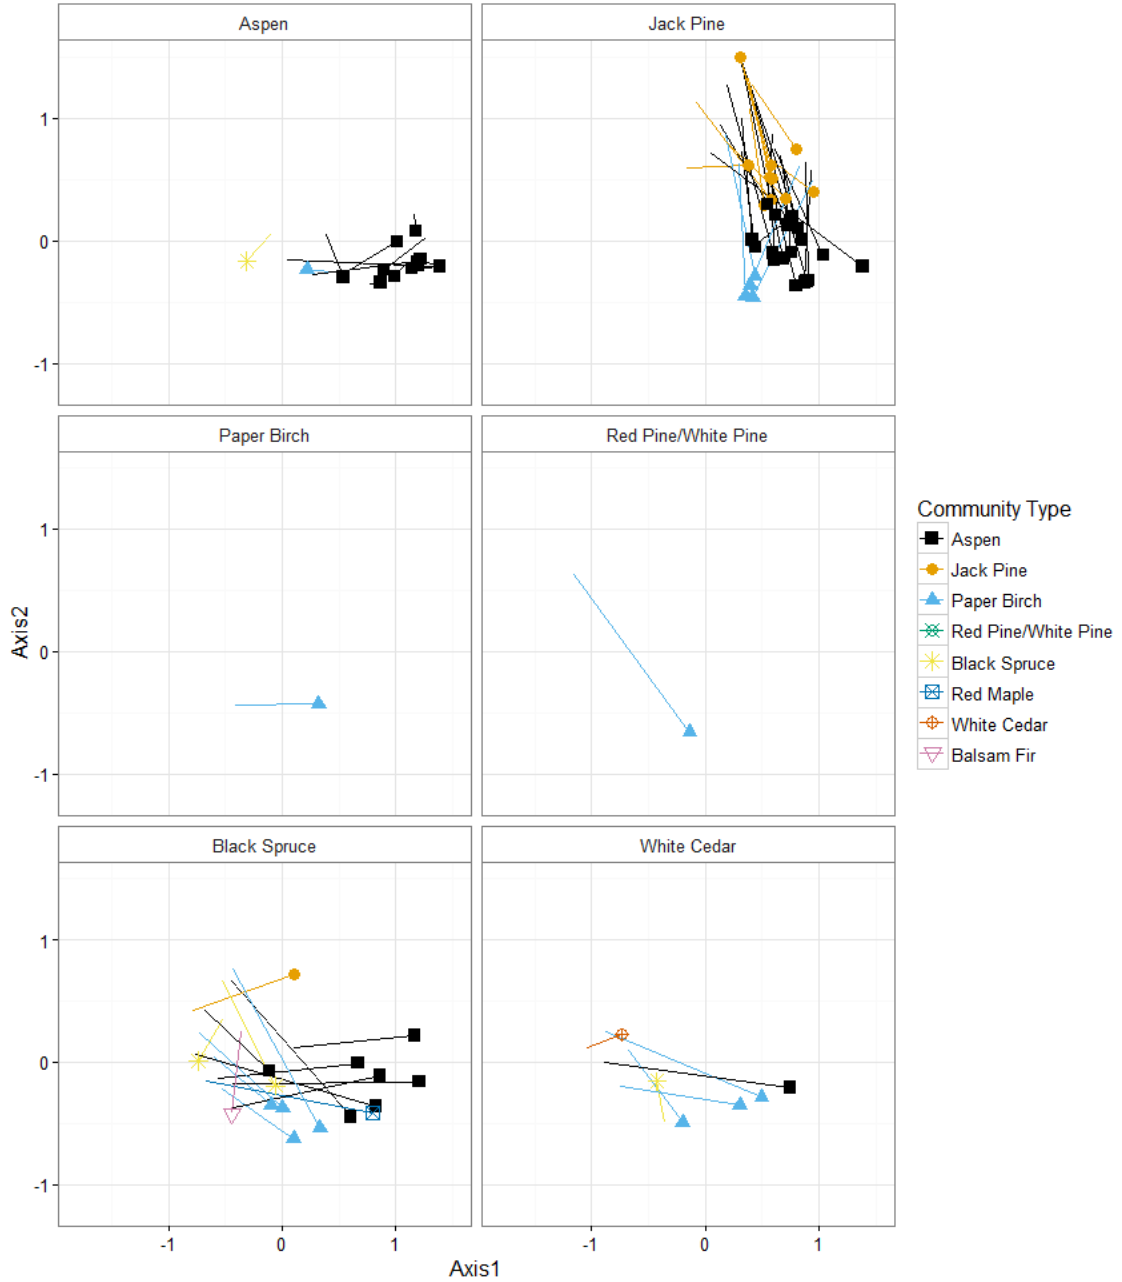 Aspen
Jack Pine
1
0
-1
Paper Birch
Red Pine/White Pine
1
0
-1
Axis2
Black Spruce
White Cedar
1
0
-1
-1
0
1
-1
0
1
Axis1
Community Type
Aspen
Jack Pine
Paper Birch
Red Pine/White Pine
Black Spruce
Red Maple
White Cedar
Balsam Fir